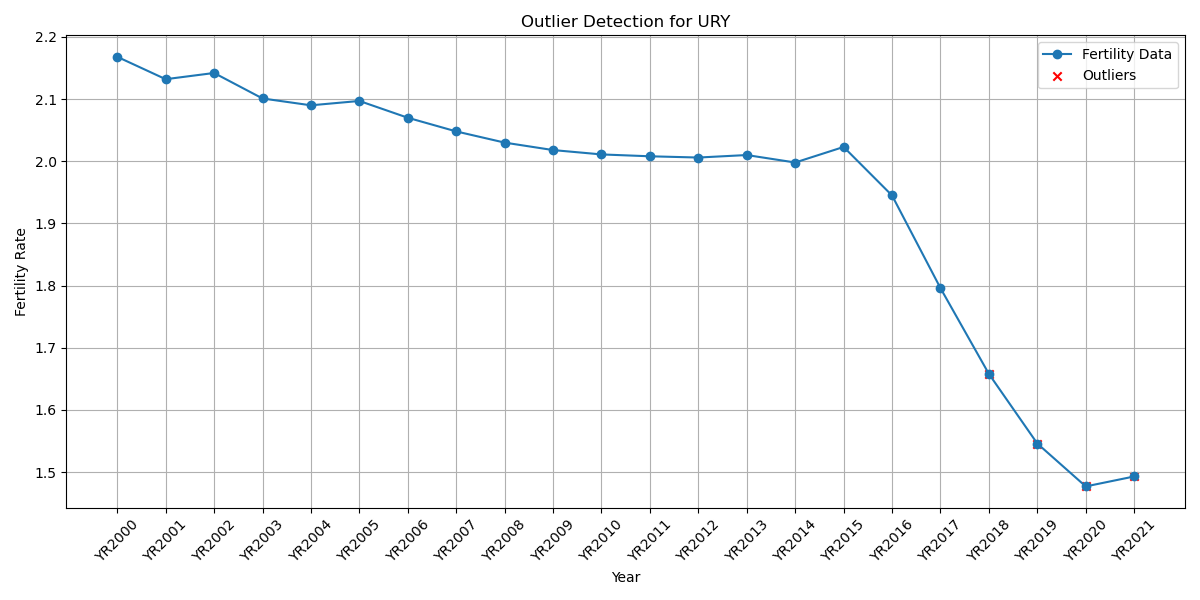 Outlier Detection for URY
Fertility Data
Outliers
Fertility Rate
2.2
2.1
2.0
1.9
1.8
1.7
1.6
1.5
YR2000
YR2001
YR2002
YR2003
YR2004
YR2005
YR2006
YR2007
YR2008
YR2009
YR2010
YR2011
YR2012
YR2013
YR2014
YR2015
YR2016
YR2017
YR2018
YR2019
YR2020
YR2021
Year